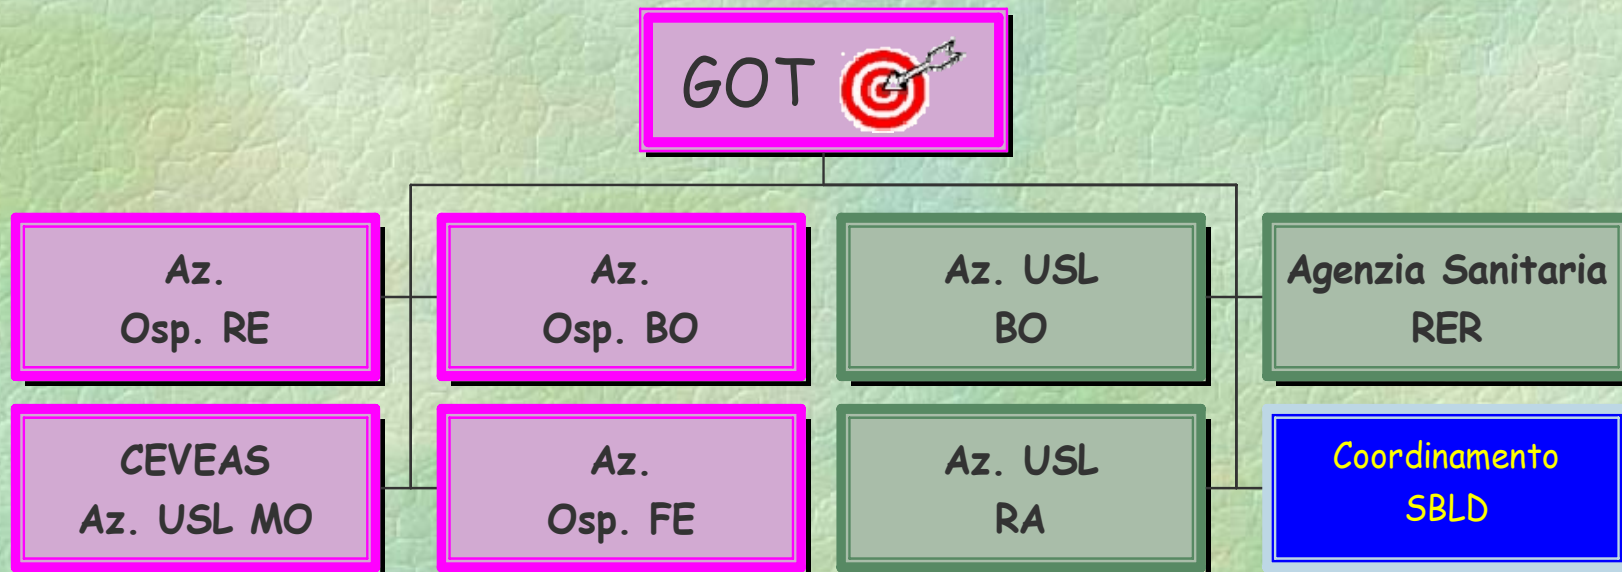 GOT
Az.
Osp. RE
Az.
Osp. BO
Az. USL
BO
Agenzia Sanitaria
RER
CEVEAS
Az. USL MO
Az.
Osp. FE
Az. USL
RA
Coordinamento
SBLD